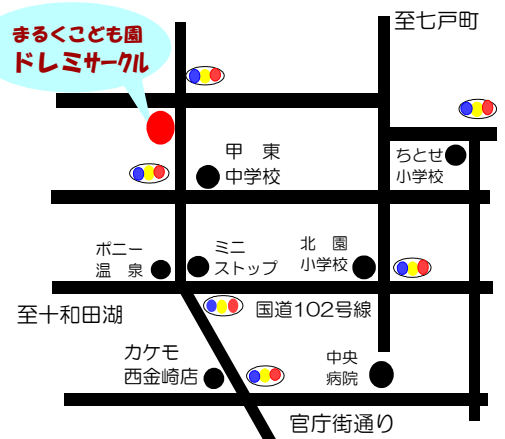 まるくこども園
ドレミサークル
至七戸町
甲 東
中学校
ちとせ
小学校
ポニー
温 泉
ミニ
ストップ
北 園
小学校
至十和田湖
国道102号線
カケモ
西金崎店
中央
病院
官庁街通り